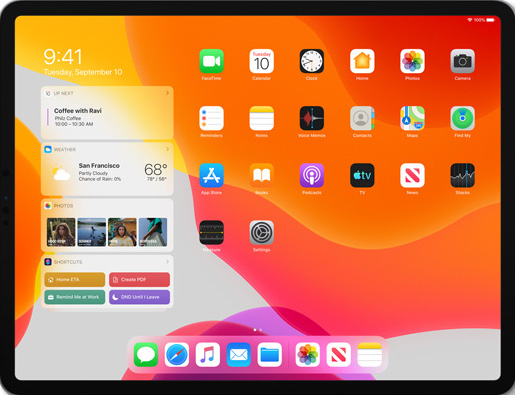 100%
9:41
Tuesday, September 10
UP NEXT
Coffee with Ravi
Philz Coffee
10:00 – 10:30 AM
WEATHER
San Francisco
Partly Cloudy
Chance of Rain: 0%
68°
78° / 56°
PHOTOS
SHORTCUTS
Home ETA
Create PDF
Remind Me at Work
DND Until I Leave
Tuesday
10
FaceTime
Calendar
Clock
Home
Photos
Camera
Reminders
Notes
Voice Memos
Contacts
Maps
Find My
App Store
Books
Podcasts
tv
TV
News
Stocks
Measure
Settings